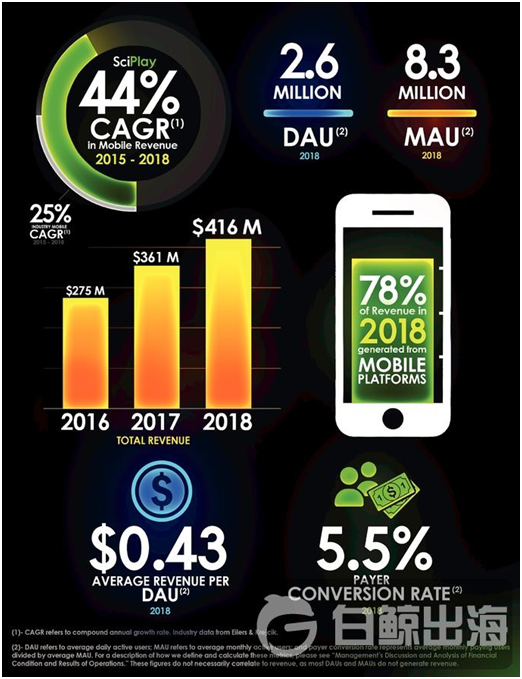 SciPlay
44%
CAGR(1)
in Mobile Revenue
2015 - 2018
25%
INDUSTRY MOBILE
CAGR(1)
2015 - 2018
2.6
MILLION
DAU(2)
2018
8.3
MILLION
MAU(2)
2018
$275 M
$361 M
$416 M
2016
2017
2018
TOTAL REVENUE
78%
of Revenue in
2018
generated from
MOBILE
PLATFORMS
$
$0.43
AVERAGE REVENUE PER
DAU(2)
2018
1 $ 1
5.5%
PAYER
CONVERSION RATE(2)
2018
白鲸出海
(1)- CAGR refers to compound annual growth rate. Industry data from Eilers & Krejcik.
(2)- DAU refers to average daily active users; MAU refers to average monthly active users; and payer conversion rate represents average monthly paying users
divided by average MAU. For a description of how we define and calculate these metrics, please see "Management's Discussion and Analysis of Financial
Condition and Results of Operations." These figures do not necessarily correlate to revenue, as most DAUs and MAUs do not generate revenue.